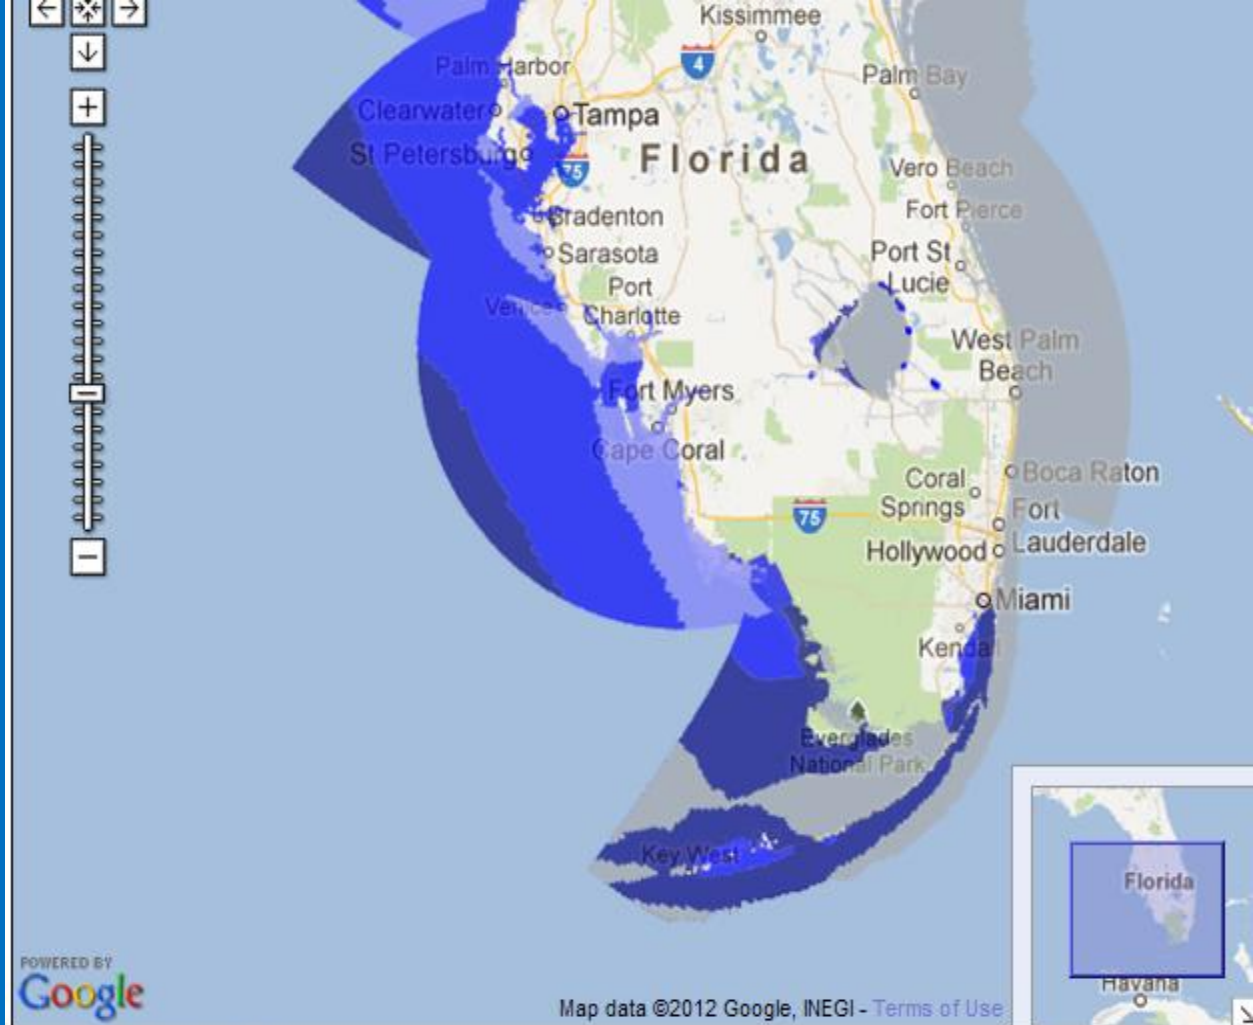 Kissimmee
4
Palm Bay
Palm Harbor
Clearwater
Tampa
St Petersburg
75
Florida
Vero Beach
Bradenton
Fort Pierce
Sarasota
Port St
Lucie
Port
Charlotte
Venice
West Palm
Beach
Fort Myers
Cape Coral
Coral
Springs
Boca Raton
75
Fort
Lauderdale
Hollywood
Miami
Kendall
Everglades
National Park
Key West
Florida
Havana
POWERED BY
Google
Map data ©2012 Google, INEGI - Terms of Use